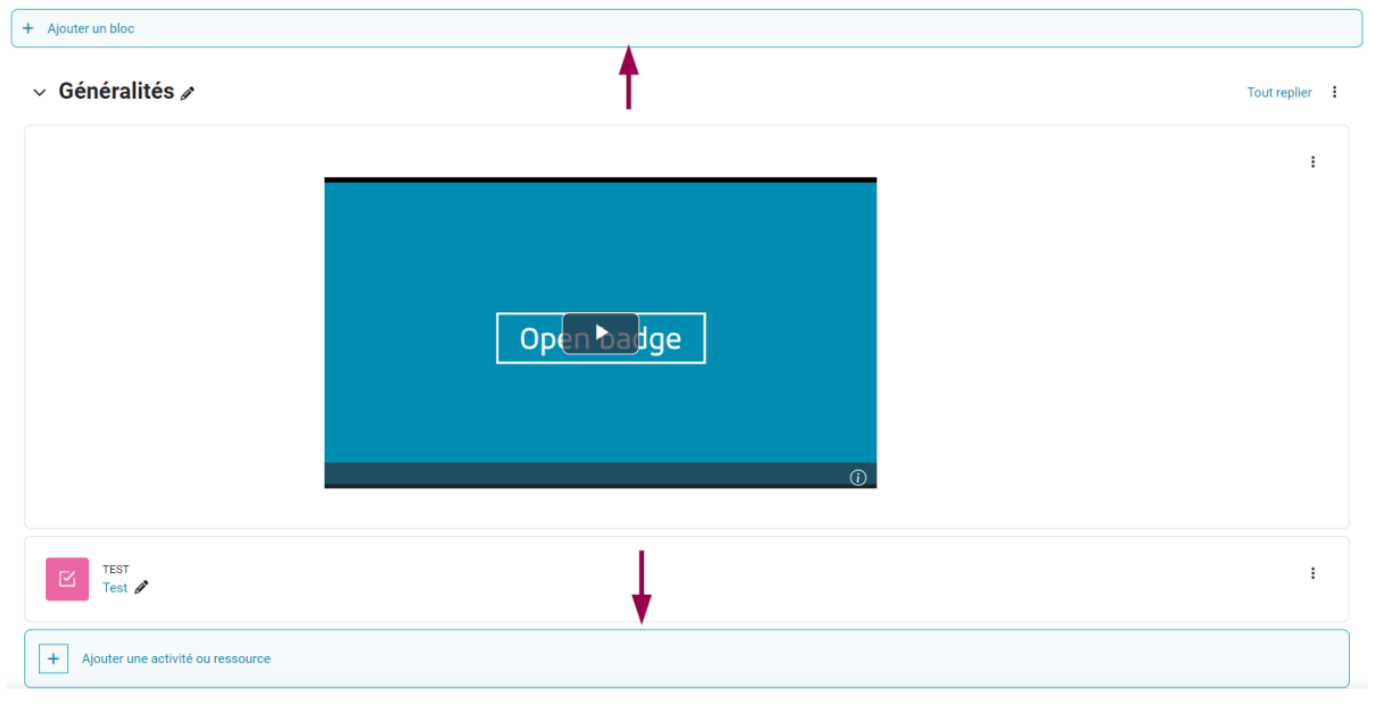 Ajouter un bloc
Généralités
Tout replier
Open badge
TEST
Test
Ajouter une activité ou ressource